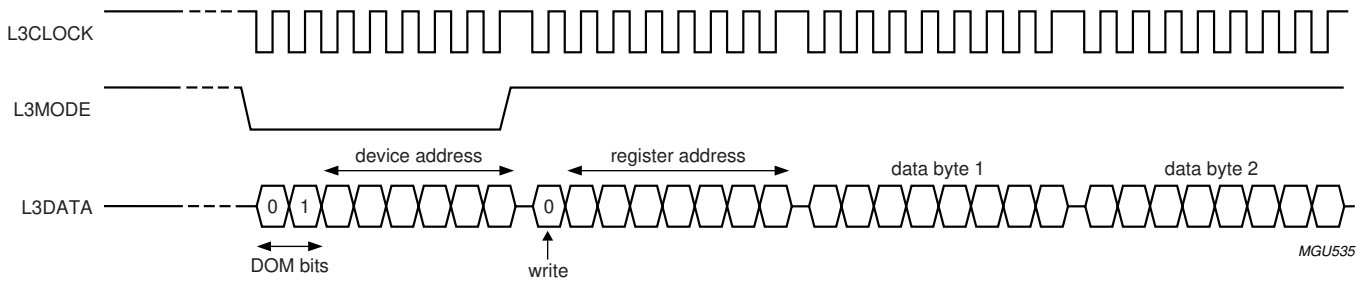 L3CLOCK
L3MODE
device address
register address
data byte 1
data byte 2
L3DATA
0 1
0
DOM bits
write
MGU535